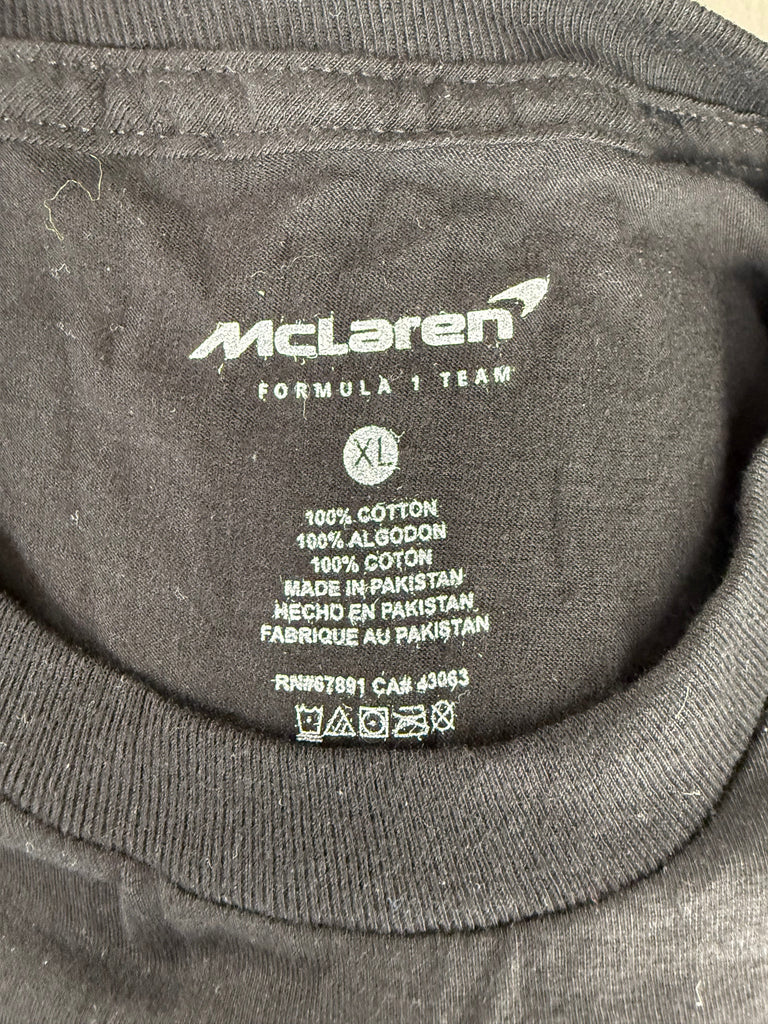 McLaren
FORMULA 1 TEAM
XL
100% COTTON
100% ALGODON
100% COTON
MADE IN PAKISTAN
HECHO EN PAKISTAN
FABRIQUE AU PAKISTAN
RN#67891 CA# 43063